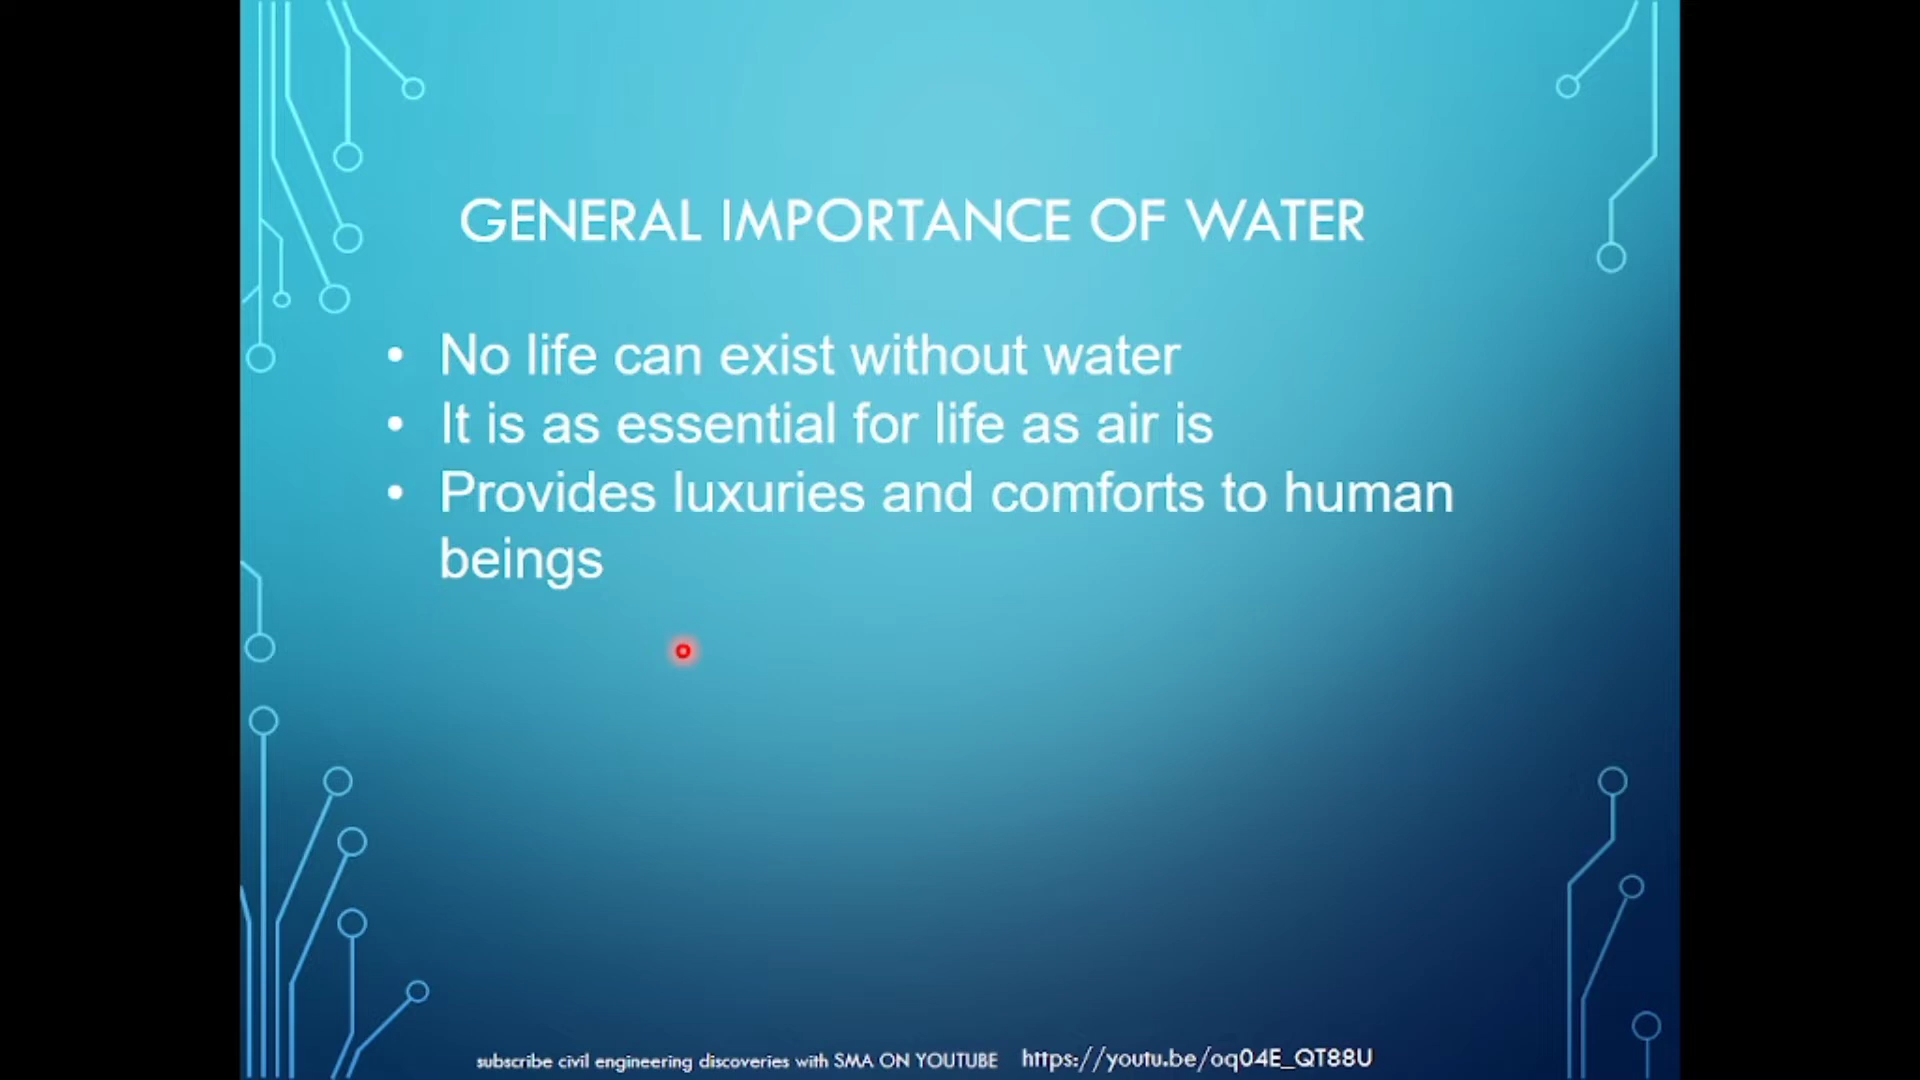 GENERAL IMPORTANCE OF WATER
• No life can exist without water
• It is as essential for life as air is
• Provides luxuries and comforts to human
beings
subscribe civil engineering discoveries with SMA ON YOUTUBE https://youtu.be/oq04E_QT88U